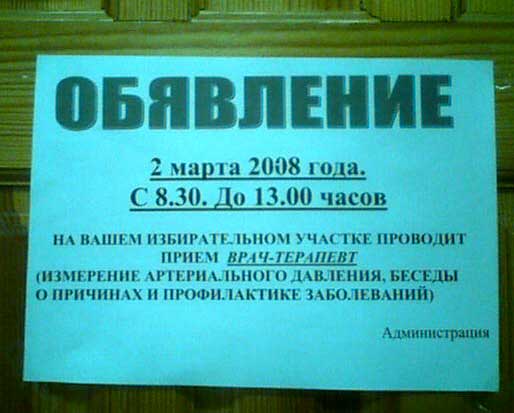 ОБЯВЛЕНИЕ
2 марта 2008 года.
С 8.30. До 13.00 часов
НА ВАШЕМ ИЗБИРАТЕЛЬНОМ УЧАСТКЕ ПРОВОДИТ
ПРИЕМ ВРАЧ-ТЕРАПЕВТ
(ИЗМЕРЕНИЕ АРТЕРИАЛЬНОГО ДАВЛЕНИЯ, БЕСЕДЫ
О ПРИЧИНАХ И ПРОФИЛАКТИКЕ ЗАБОЛЕВАНИЙ)
Администрация